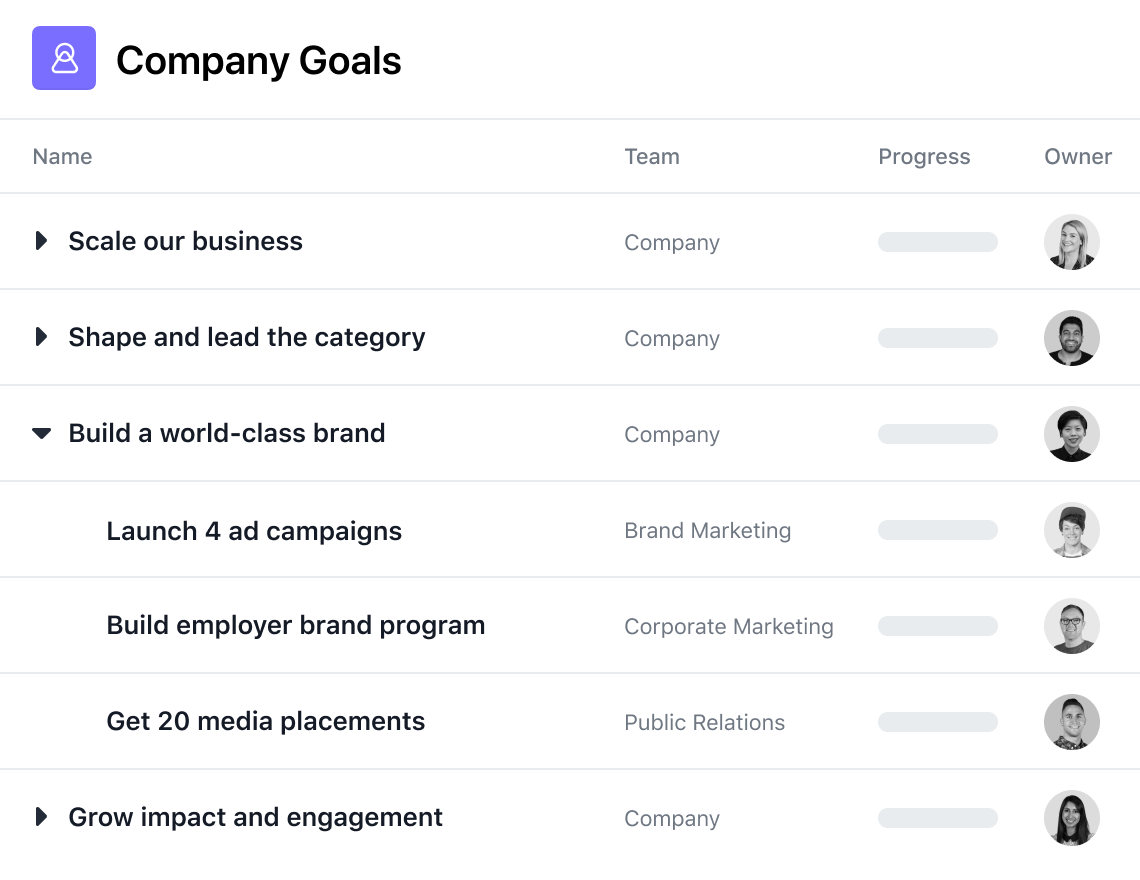 Company Goals
Name Team Progress Owner
Scale our business Company
Shape and lead the category Company
Build a world-class brand Company
Launch 4 ad campaigns Brand Marketing
Build employer brand program Corporate Marketing
Get 20 media placements Public Relations
Grow impact and engagement Company